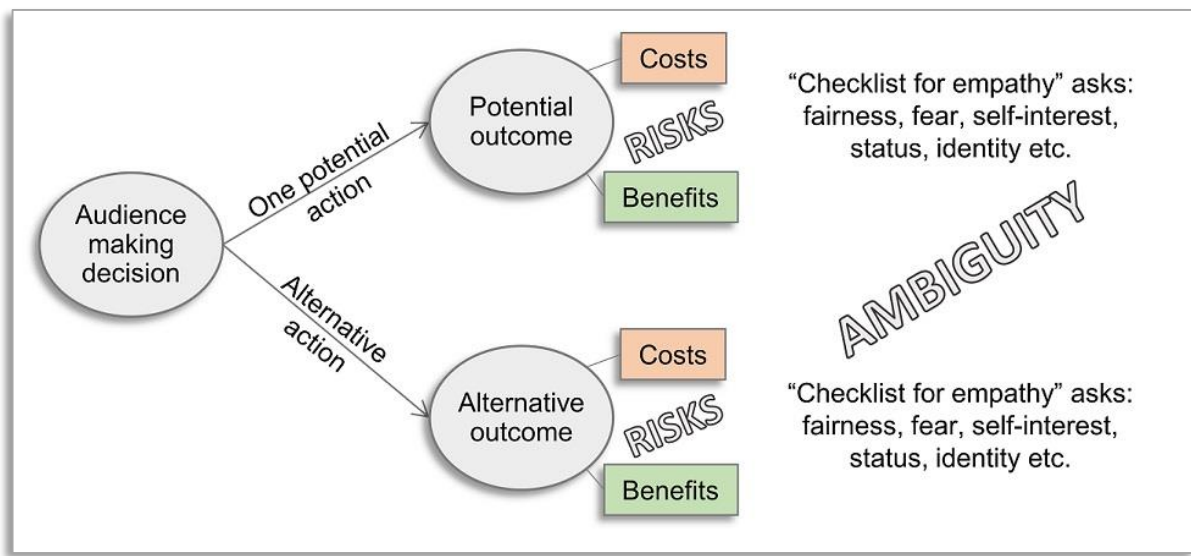 Audience
making
decision
One potential
action
Alternative
action
Potential
outcome
Costs
RISKS
Benefits
“Checklist for empathy” asks:
fairness, fear, self-interest,
status, identity etc.
AMBIGUITY
Alternative
outcome
Costs
RISKS
Benefits
“Checklist for empathy” asks:
fairness, fear, self-interest,
status, identity etc.